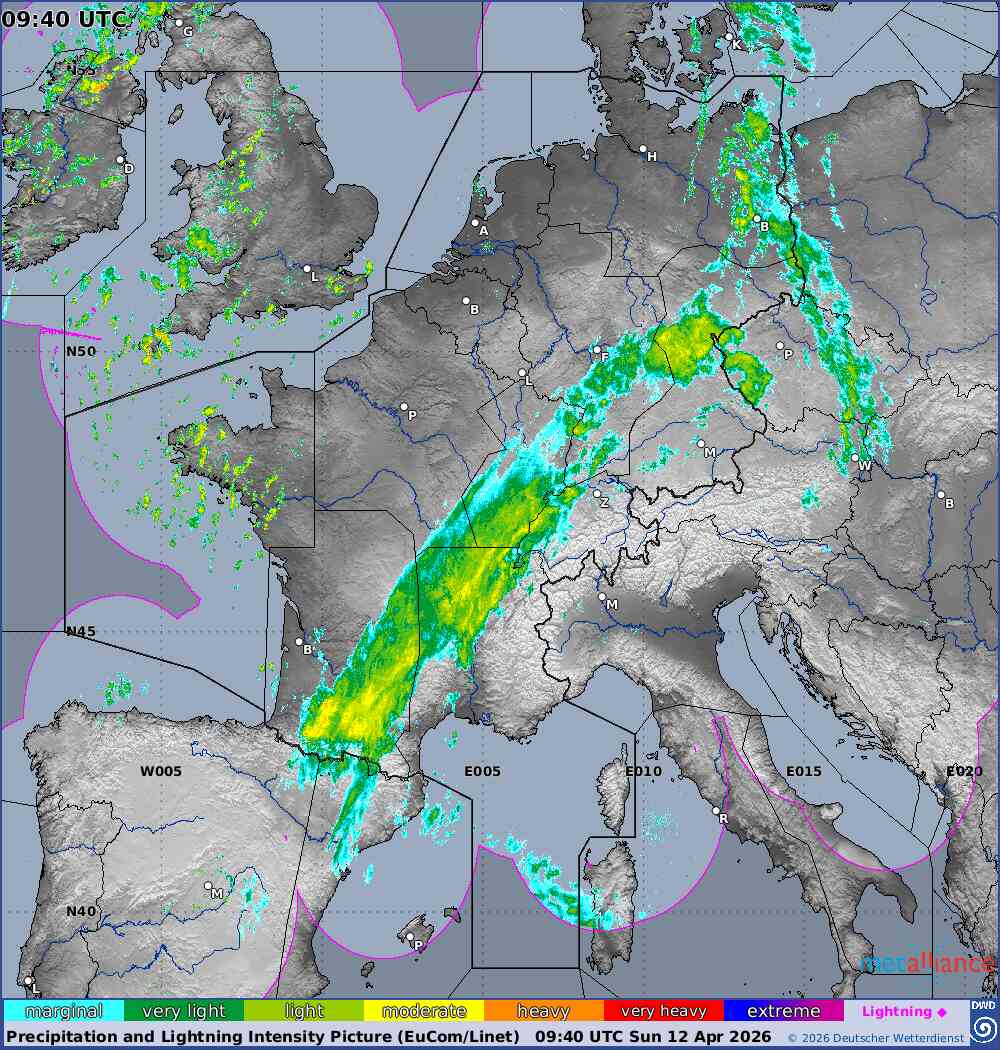 09:40 UTC
G
K
N55
D
H
A
B
L
B
N50
F
P
L
P
M
W
Z
B
M
N45
B
W005
E005
E010
E015
E020
R
M
N40
P
L
metalliance
marginal very light light moderate heavy very heavy extreme Lightning ◆ DWD
Precipitation and Lightning Intensity Picture (EuCom/Linet) 09:40 UTC Sun 12 Apr 2026 © 2026 Deutscher Wetterdienst